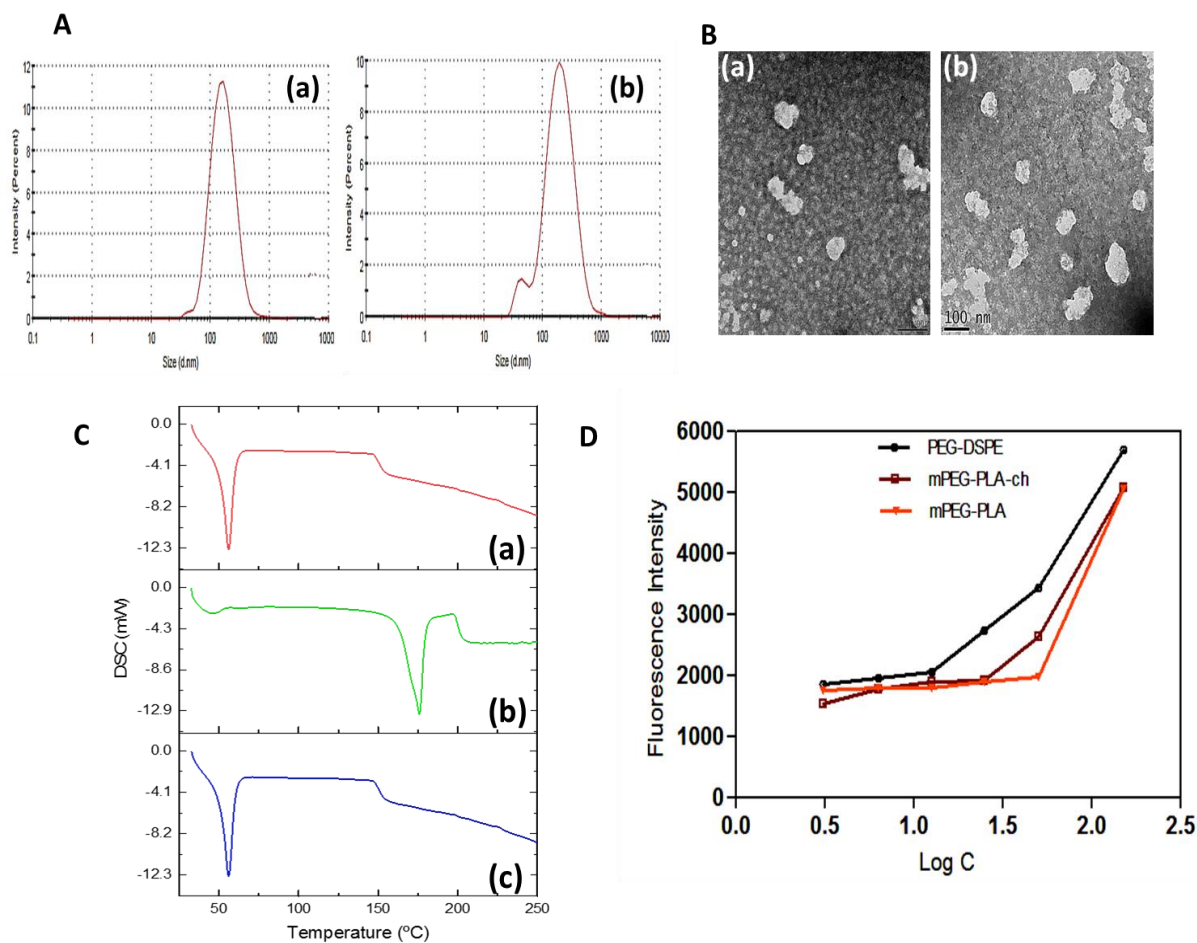 A
(a)
12
10
8
6
4
2
0
Intensity (Percent)
0.1 1 10 100 1000 10000
Size (d.nm)
(b)
10
8
6
4
2
0
Intensity (Percent)
0.1 1 10 100 1000 10000
Size (d.nm)
B
(a)
(b)
100 nm
C
0.0
-4.1
-8.2
-12.3
(a)
0.0
-4.3
-8.6
-12.9
(b)
0.0
-4.1
-8.2
-12.3
(c)
DSC (mW)
50 100 150 200 250
Temperature (ºC)
D
6000
5000
4000
3000
2000
1000
0
Fluorescence Intensity
PEG-DSPE
mPEG-PLA-ch
mPEG-PLA
0.0 0.5 1.0 1.5 2.0 2.5
Log C